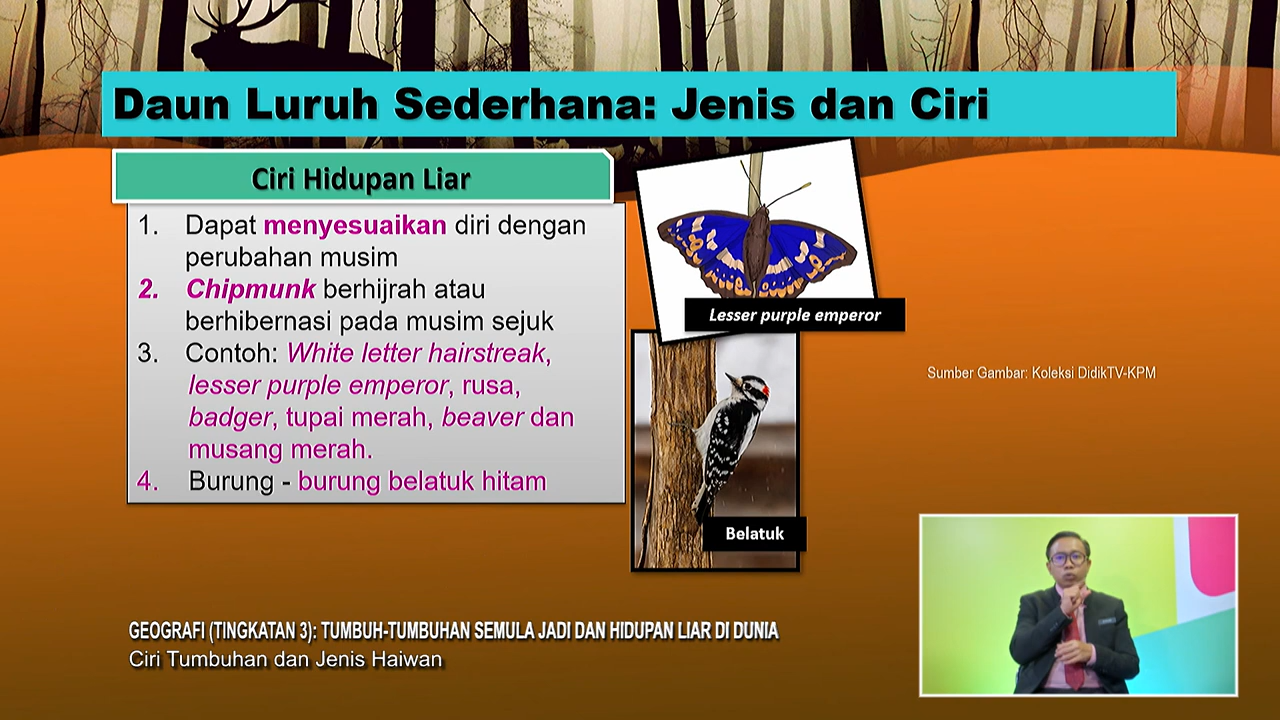 Daun Luruh Sederhana: Jenis dan Ciri
Ciri Hidupan Liar
1. Dapat menyesuaikan diri dengan
perubahan musim
2. Chipmunk berhijrah atau
berhibernasi pada musim sejuk
3. Contoh: White letter hairstreak,
lesser purple emperor, rusa,
badger, tupai merah, beaver dan
musang merah.
4. Burung - burung belatuk hitam
Lesser purple emperor
Belatuk
Sumber Gambar: Koleksi DidikTV-KPM
GEOGRAFI (TINGKATAN 3): TUMBUH-TUMBUHAN SEMULA JADI DAN HIDUPAN LIAR DI DUNIA
Ciri Tumbuhan dan Jenis Haiwan